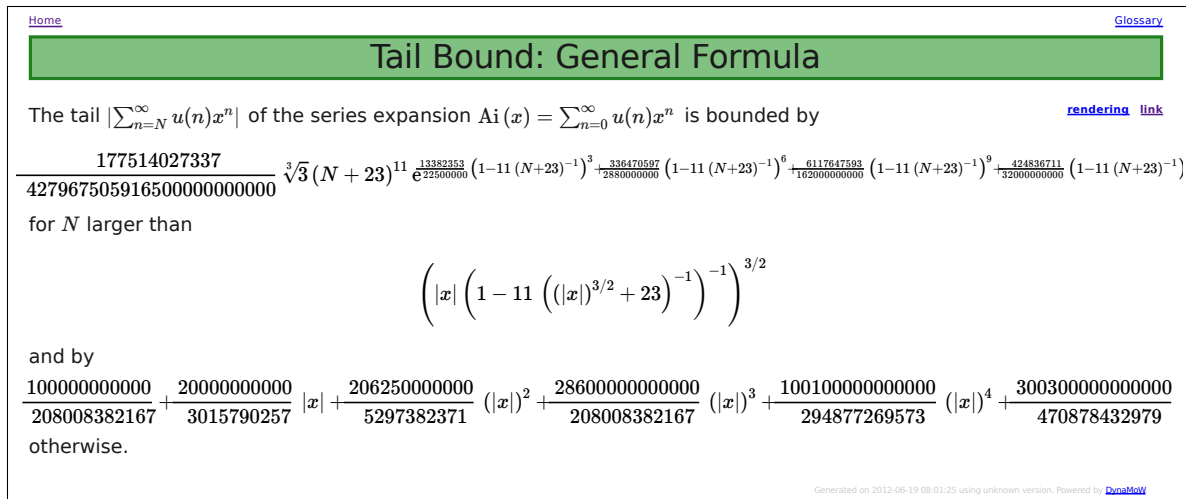 Home Glossary
Tail Bound: General Formula
The tail |∑_{n=N}^{∞} u(n)x^n| of the series expansion Ai (x) = ∑_{n=0}^{∞} u(n)x^n is bounded by rendering link
177514027337/427967505916500000000000 ∛3 (N + 23)^{11} e^{13382353/22500000 (1−11 (N+23)^{−1})^3 + 336470597/2880000000 (1−11 (N+23)^{−1})^6 + 6117647593/162000000000 (1−11 (N+23)^{−1})^9 + 424836711/32000000000 (1−11 (N+23)^{−1})
for N larger than
(|x| (1 − 11 ((|x|)^{3/2} + 23)^{−1})^{−1})^{3/2}
and by
100000000000/208008382167 + 20000000000/3015790257 |x| + 206250000000/5297382371 (|x|)^2 + 28600000000000/208008382167 (|x|)^3 + 100100000000000/294877269573 (|x|)^4 + 300300000000000/470878432979
otherwise.
Generated on 2012-06-19 08:01:25 using unknown version. Powered by DynaMoW